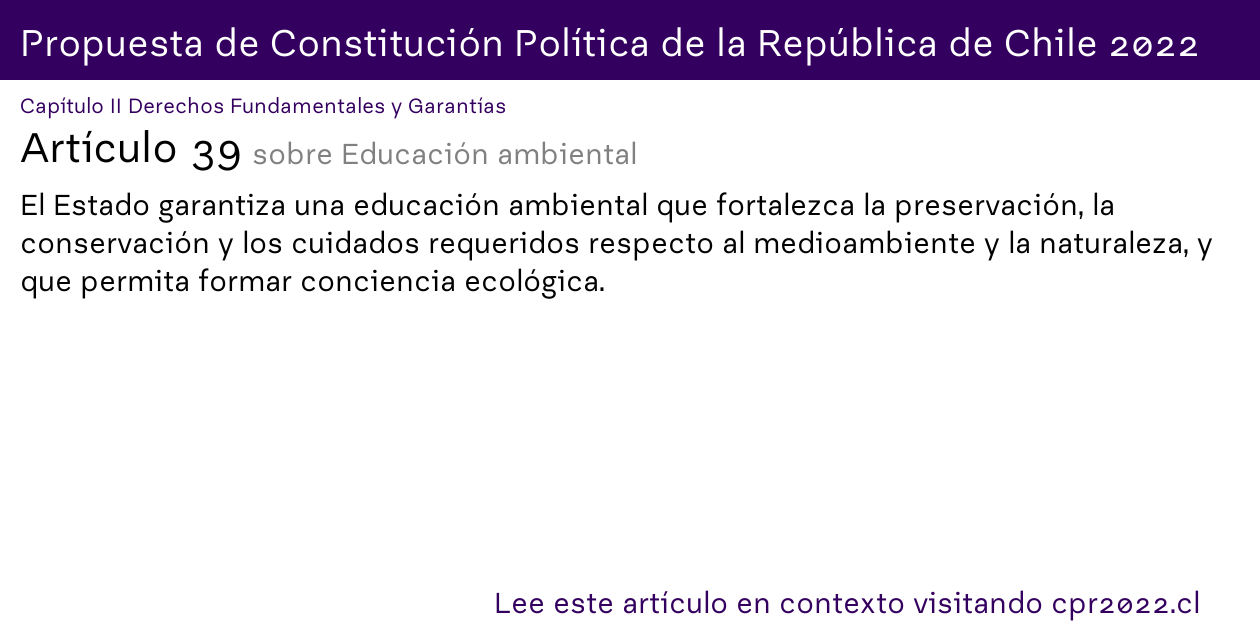 Propuesta de Constitución Política de la República de Chile 2022
Capítulo II Derechos Fundamentales y Garantías
Artículo 39 sobre Educación ambiental
El Estado garantiza una educación ambiental que fortalezca la preservación, la
conservación y los cuidados requeridos respecto al medioambiente y la naturaleza, y
que permita formar conciencia ecológica.
Lee este artículo en contexto visitando cpr2022.cl